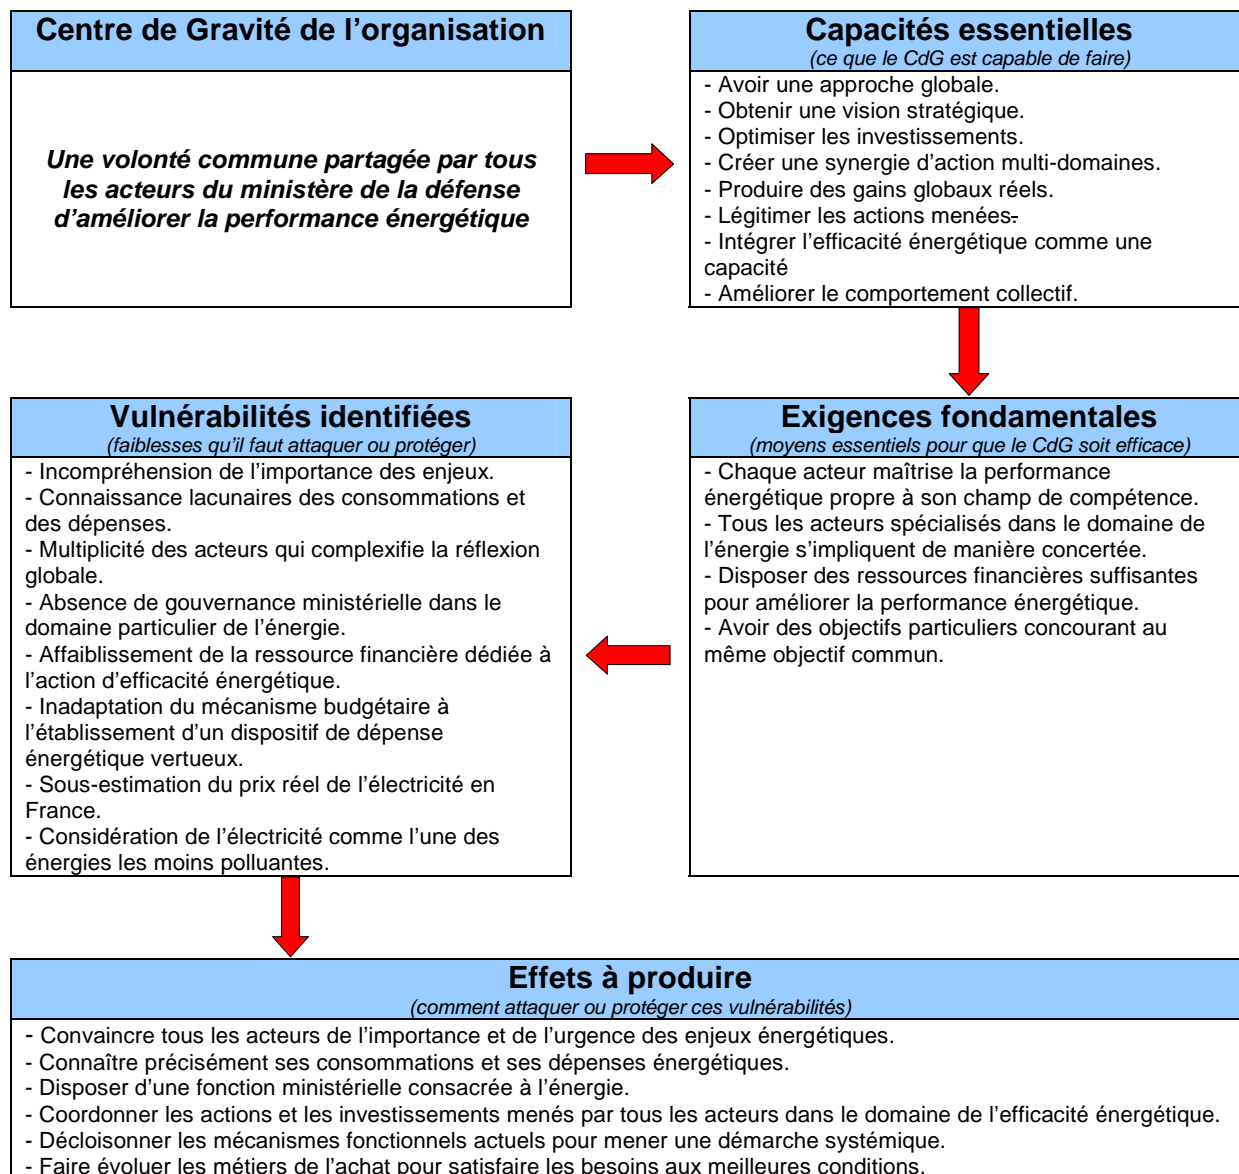 Centre de Gravité de l’organisation
Une volonté commune partagée par tous
les acteurs du ministère de la défense
d’améliorer la performance énergétique
Capacités essentielles
(ce que le CdG est capable de faire)
- Avoir une approche globale.
- Obtenir une vision stratégique.
- Optimiser les investissements.
- Créer une synergie d’action multi-domaines.
- Produire des gains globaux réels.
- Légitimer les actions menées.
- Intégrer l’efficacité énergétique comme une
capacité
- Améliorer le comportement collectif.
Exigences fondamentales
(moyens essentiels pour que le CdG soit efficace)
- Chaque acteur maîtrise la performance
énergétique propre à son champ de compétence.
- Tous les acteurs spécialisés dans le domaine de
l’énergie s’impliquent de manière concertée.
- Disposer des ressources financières suffisantes
pour améliorer la performance énergétique.
- Avoir des objectifs particuliers concourant au
même objectif commun.
Vulnérabilités identifiées
(faiblesses qu’il faut attaquer ou protéger)
- Incompréhension de l’importance des enjeux.
- Connaissance lacunaires des consommations et
des dépenses.
- Multiplicité des acteurs qui complexifie la réflexion
globale.
- Absence de gouvernance ministérielle dans le
domaine particulier de l’énergie.
- Affaiblissement de la ressource financière dédiée à
l’action d’efficacité énergétique.
- Inadaptation du mécanisme budgétaire à
l’établissement d’un dispositif de dépense
énergétique vertueux.
- Sous-estimation du prix réel de l’électricité en
France.
- Considération de l’électricité comme l’une des
énergies les moins polluantes.
Effets à produire
(comment attaquer ou protéger ces vulnérabilités)
- Convaincre tous les acteurs de l’importance et de l’urgence des enjeux énergétiques.
- Connaître précisément ses consommations et ses dépenses énergétiques.
- Disposer d’une fonction ministérielle consacrée à l’énergie.
- Coordonner les actions et les investissements menés par tous les acteurs dans le domaine de l’efficacité énergétique.
- Décloisonner les mécanismes fonctionnels actuels pour mener une démarche systémique.
- Faire évoluer les métiers de l’achat pour satisfaire les besoins aux meilleures conditions.